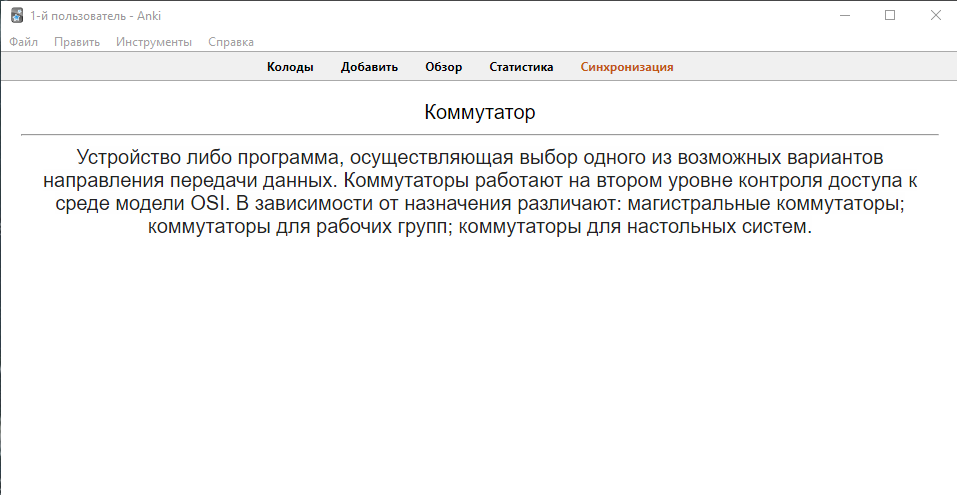 1-й пользователь - Anki
Файл Править Инструменты Справка
Колоды Добавить Обзор Статистика Синхронизация
Коммутатор
Устройство либо программа, осуществляющая выбор одного из возможных вариантов
направления передачи данных. Коммутаторы работают на втором уровне контроля доступа к
среде модели OSI. В зависимости от назначения различают: магистральные коммутаторы;
коммутаторы для рабочих групп; коммутаторы для настольных систем.